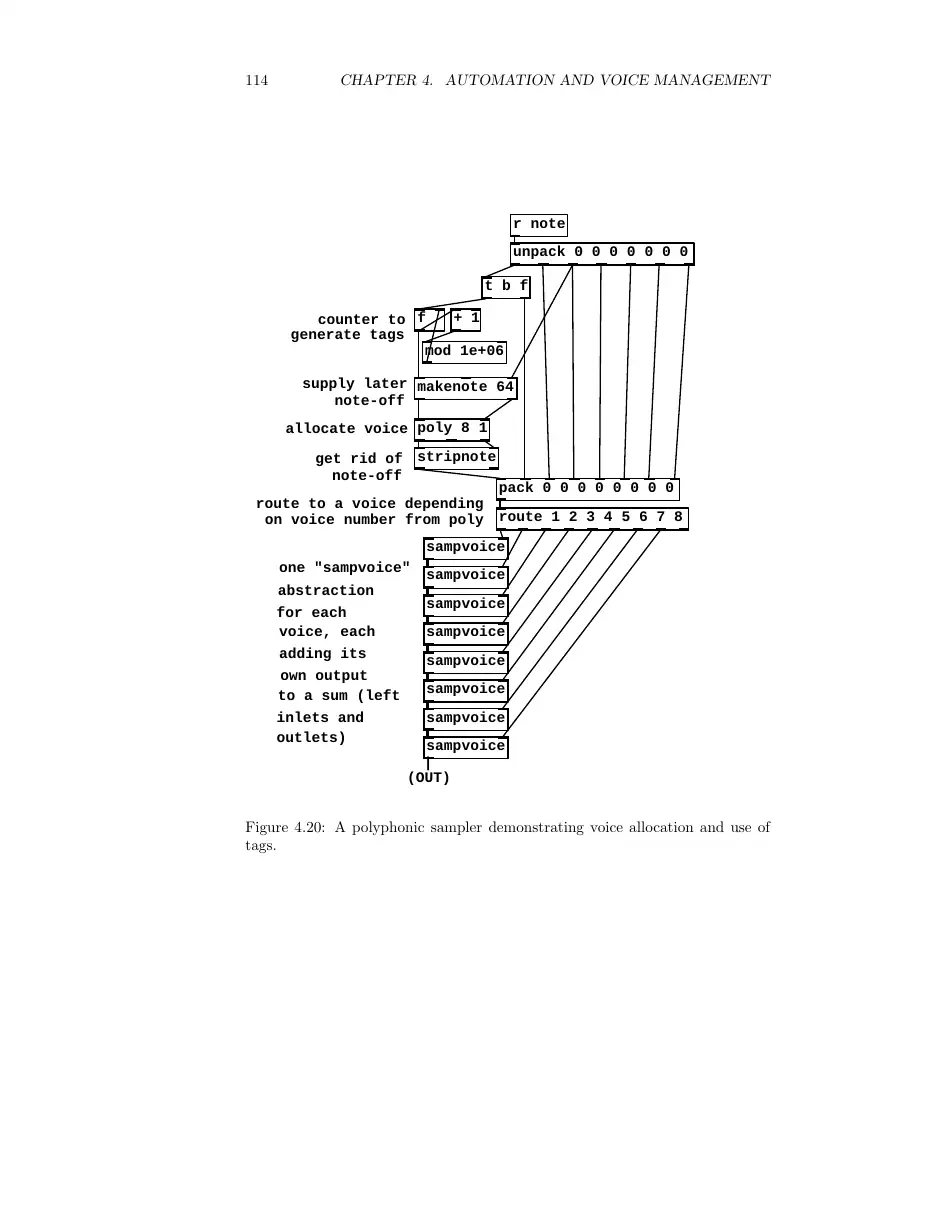 114 CHAPTER 4. AUTOMATION AND VOICE MANAGEMENT
r note
unpack 0 0 0 0 0 0 0
t b f
counter to
generate tags
f
+ 1
mod 1e+06
supply later
note-off
makenote 64
allocate voice
poly 8 1
get rid of
note-off
stripnote
pack 0 0 0 0 0 0 0 0
route to a voice depending
on voice number from poly
route 1 2 3 4 5 6 7 8
sampvoice
sampvoice
sampvoice
sampvoice
sampvoice
sampvoice
sampvoice
sampvoice
one "sampvoice"
abstraction
for each
voice, each
adding its
own output
to a sum (left
inlets and
outlets)
(OUT)
Figure 4.20: A polyphonic sampler demonstrating voice allocation and use of
tags.